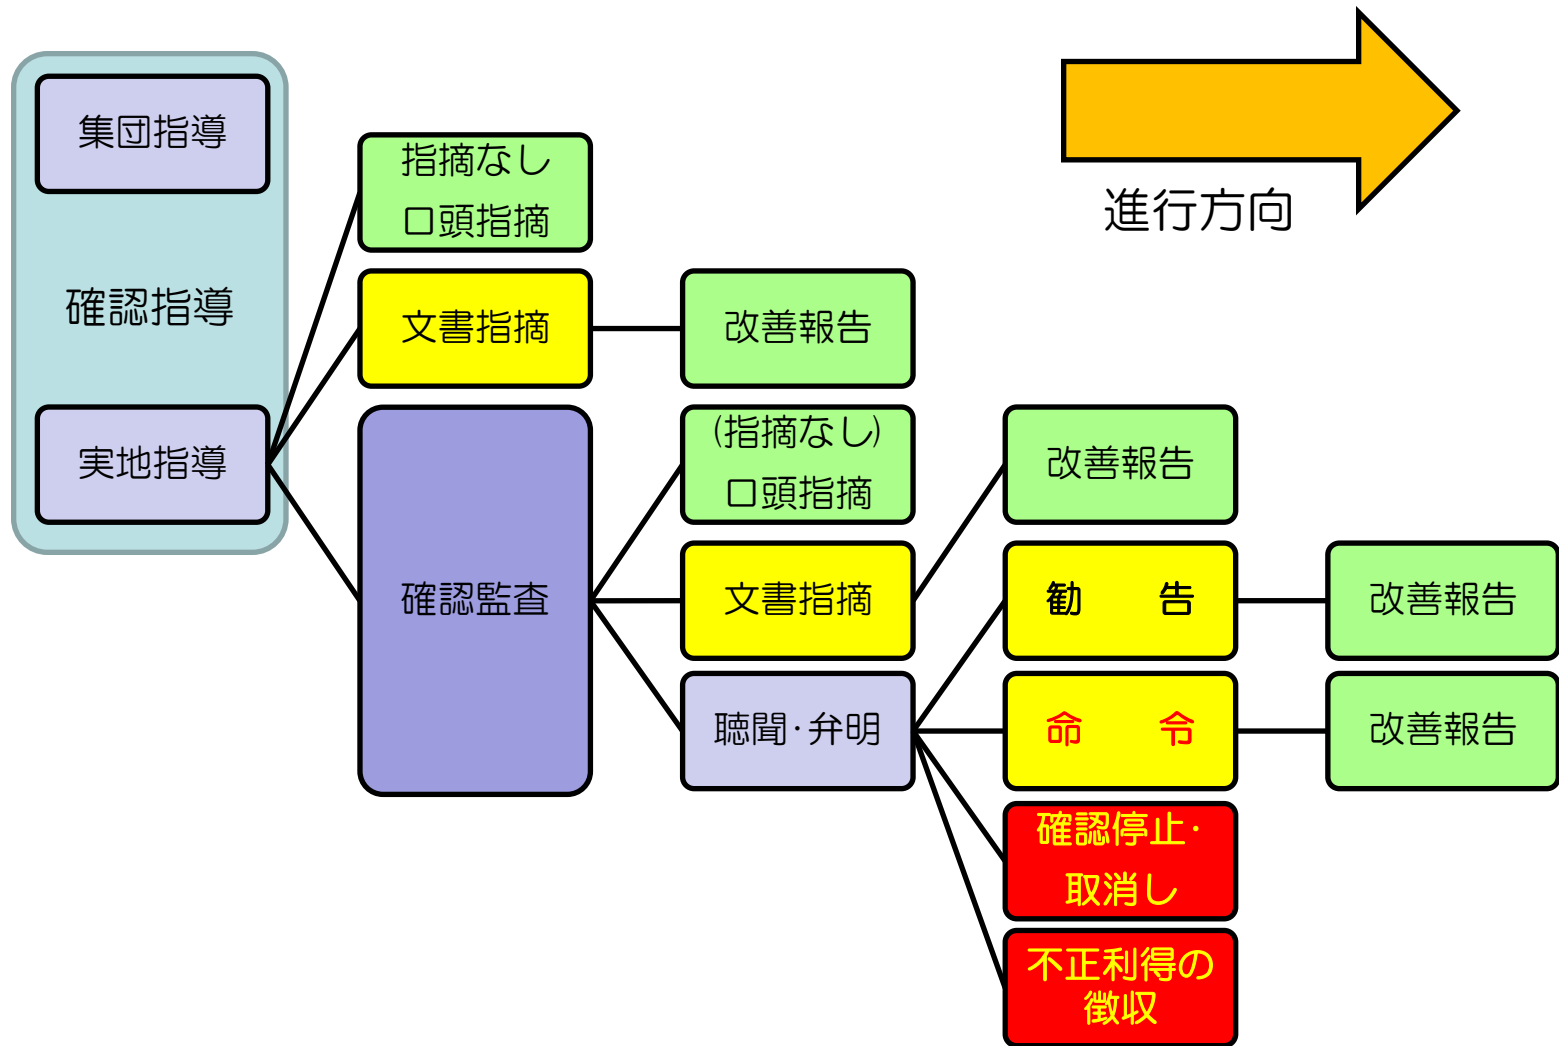 集団指導
確認指導
実地指導
指摘なし
口頭指摘
文書指摘
確認監査
改善報告
(指摘なし)
口頭指摘
文書指摘
聴聞・弁明
改善報告
勧　　告
命　　令
確認停止・
取消し
不正利得の
徴収
改善報告
改善報告
進行方向